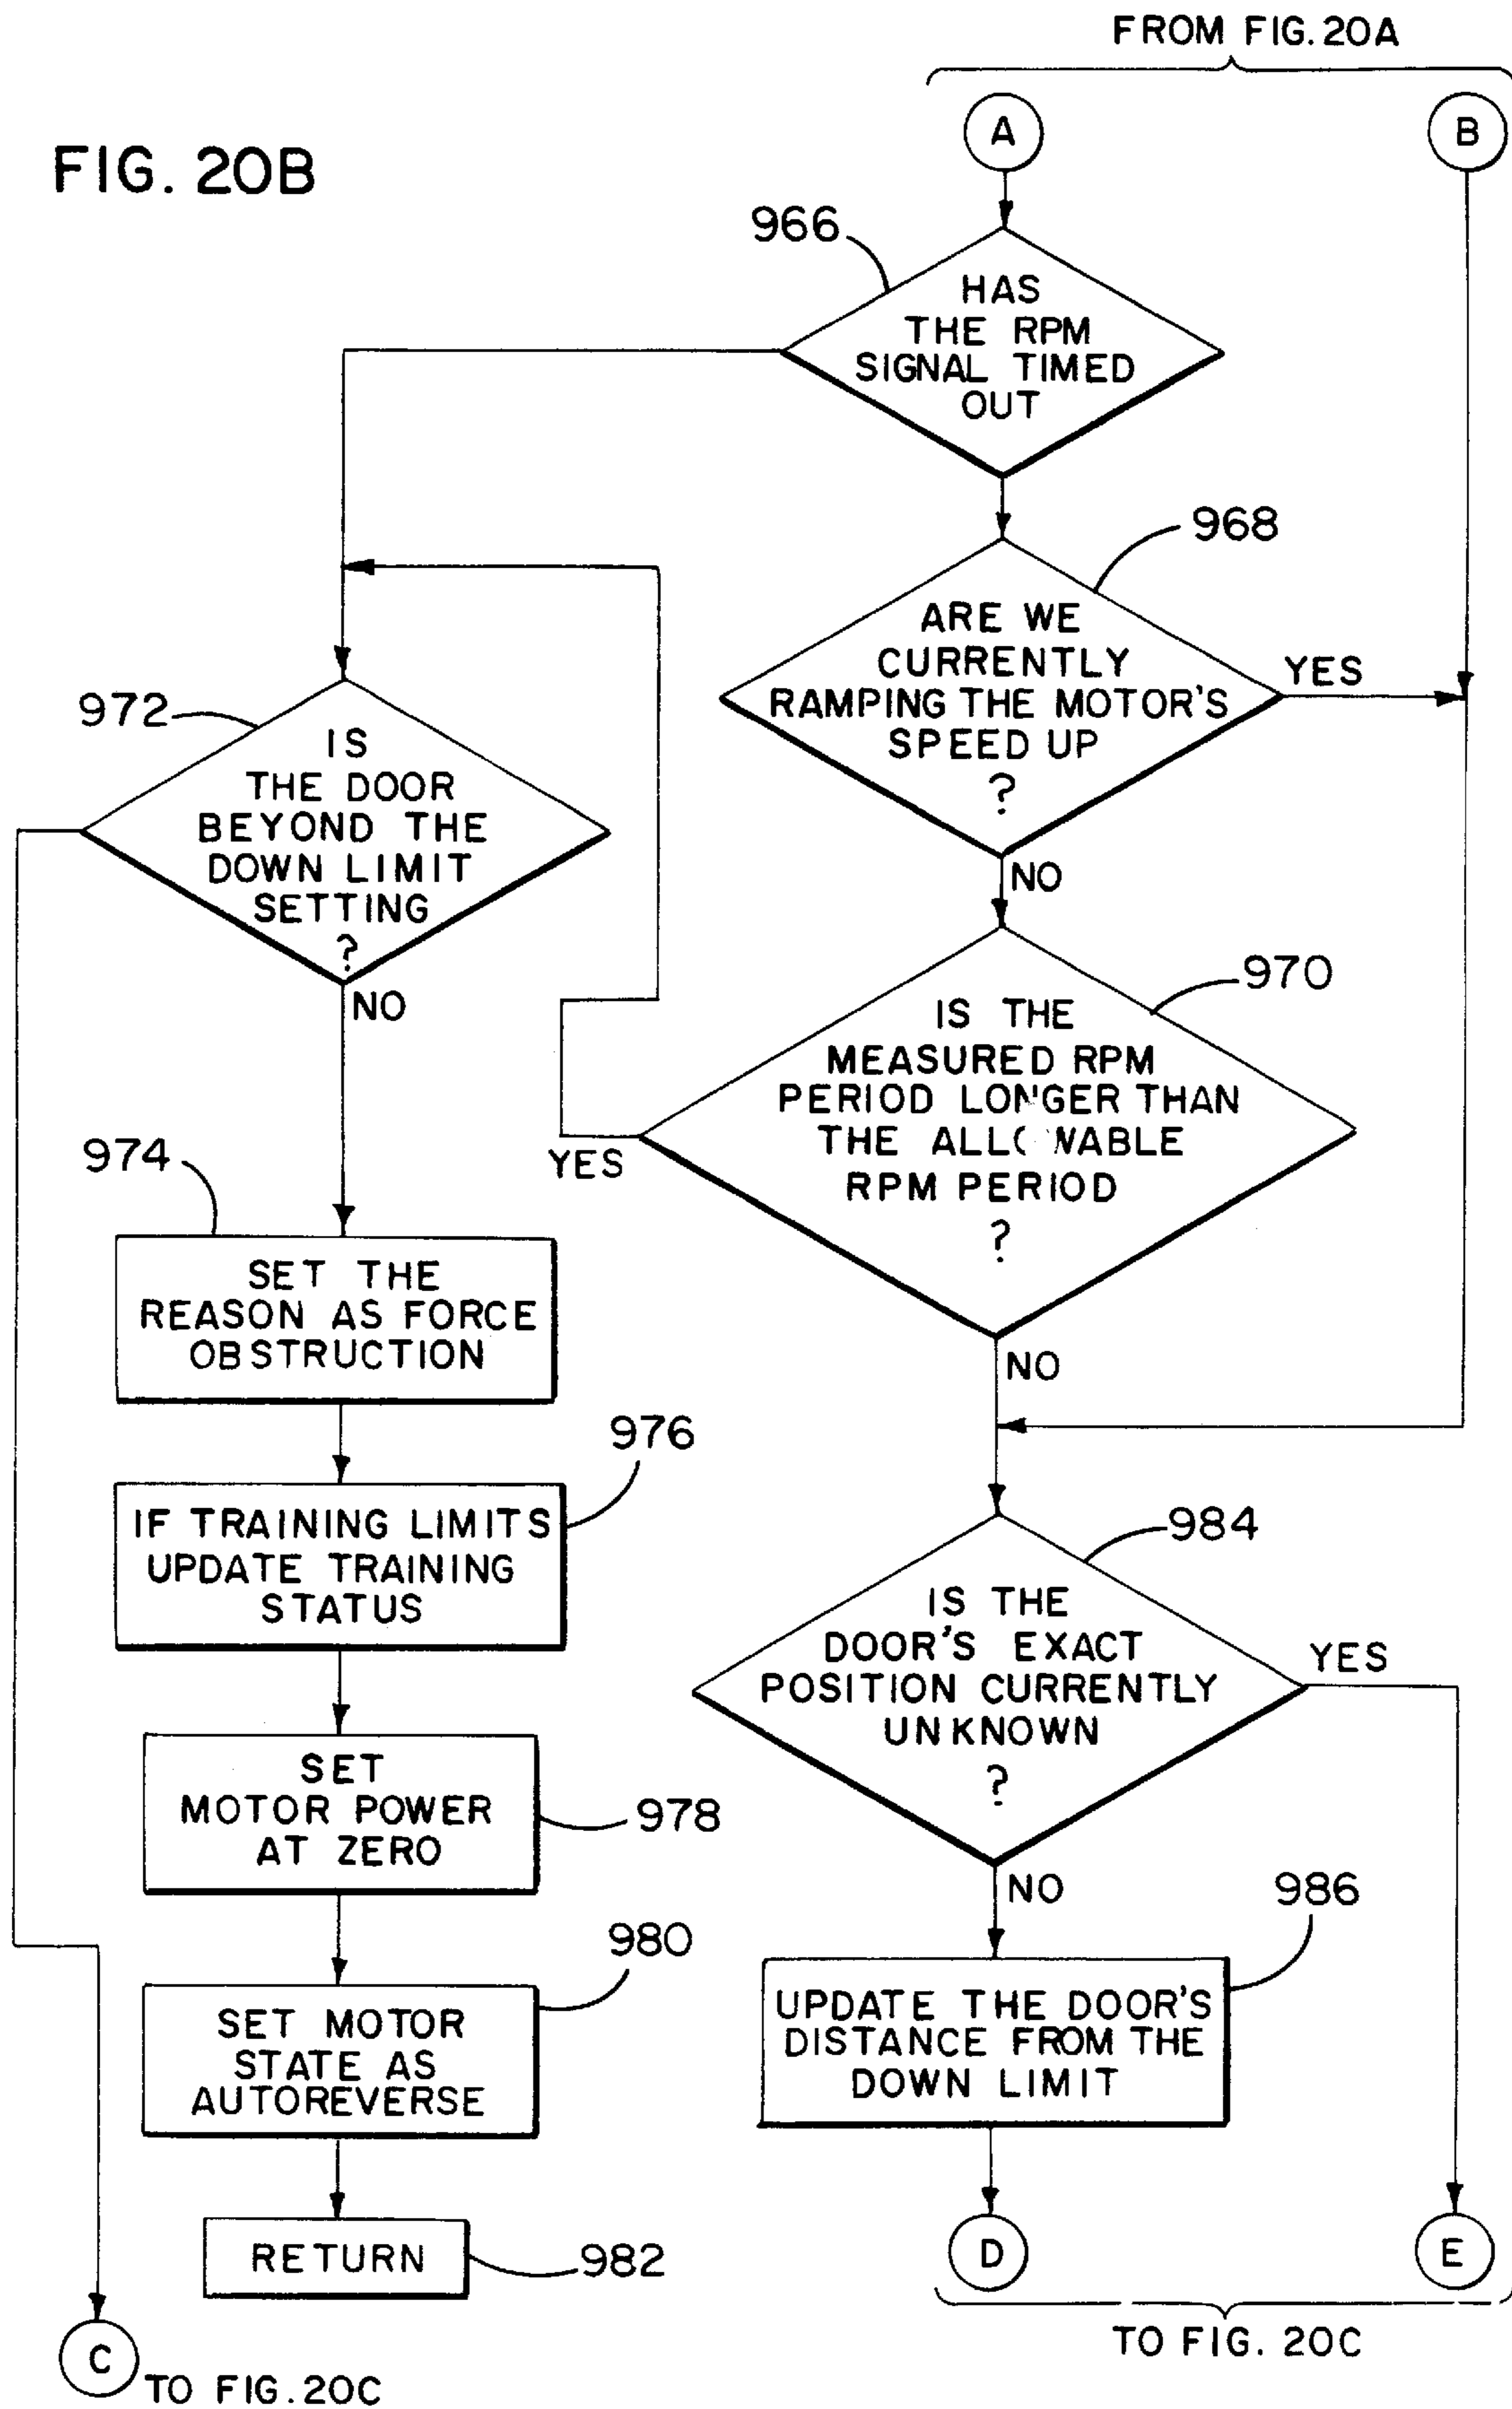 FROM FIG. 20A
FIG. 20B
A
B
966
HAS
THE RPM
SIGNAL TIMED
OUT
968
ARE WE
CURRENTLY
RAMPING THE MOTOR'S
SPEED UP
?
YES
NO
972
IS
THE DOOR
BEYOND THE
DOWN LIMIT
SETTING
?
NO
970
IS THE
MEASURED RPM
PERIOD LONGER THAN
THE ALLOWABLE
RPM PERIOD
?
YES
NO
974
SET THE
REASON AS FORCE
OBSTRUCTION
976
IF TRAINING LIMITS
UPDATE TRAINING
STATUS
984
IS THE
DOOR'S EXACT
POSITION CURRENTLY
UNKNOWN
?
YES
NO
SET
MOTOR POWER
AT ZERO
978
980
SET MOTOR
STATE AS
AUTOREVERSE
986
UPDATE THE DOOR'S
DISTANCE FROM THE
DOWN LIMIT
RETURN
982
D
E
C
TO FIG. 20C
TO FIG. 20C